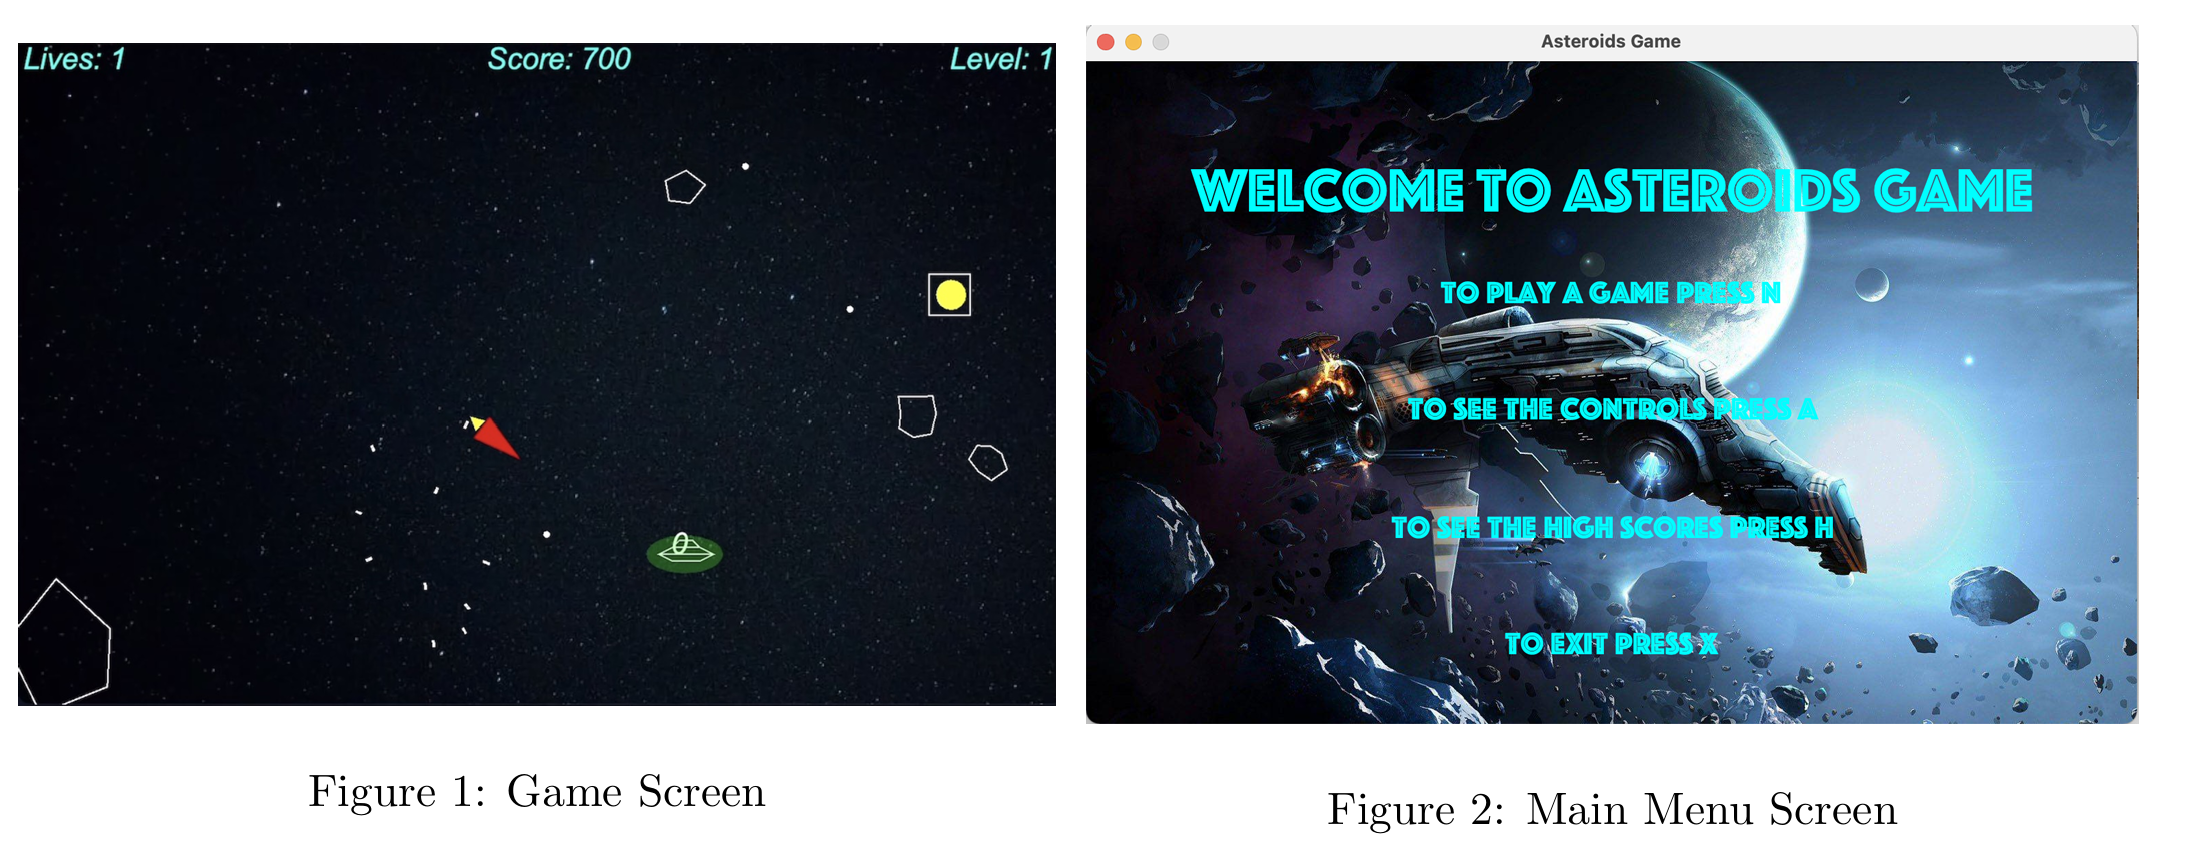 Lives: 1
Score: 700
Level: 1
0
Figure 1: Game Screen
Asteroids Game
WELCOME TO ASTEROIDS GAME
TO PLAY A GAME PRESS N
TO SEE THE CONTROLS PRESS A
TO SEE THE HIGH SCORES PRESS H
TO EXIT PRESS X
Figure 2: Main Menu Screen